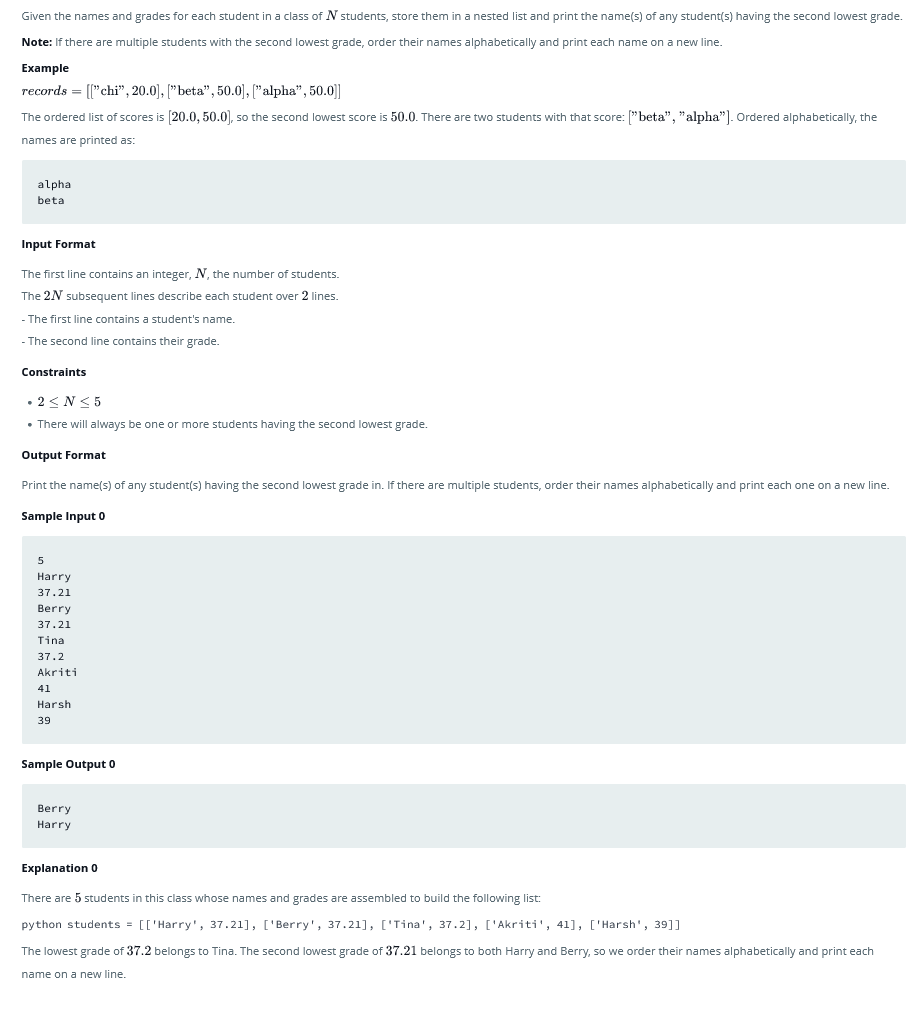 Given the names and grades for each student in a class of N students, store them in a nested list and print the name(s) of any student(s) having the second lowest grade.
Note: If there are multiple students with the second lowest grade, order their names alphabetically and print each name on a new line.
Example
records = [["chi", 20.0], ["beta", 50.0], ["alpha", 50.0]]
The ordered list of scores is [20.0, 50.0], so the second lowest score is 50.0. There are two students with that score: ["beta", "alpha"]. Ordered alphabetically, the
names are printed as:
alpha
beta
Input Format
The first line contains an integer, N, the number of students.
The 2N subsequent lines describe each student over 2 lines.
- The first line contains a student's name.
- The second line contains their grade.
Constraints
• 2 ≤ N ≤ 5
• There will always be one or more students having the second lowest grade.
Output Format
Print the name(s) of any student(s) having the second lowest grade in. If there are multiple students, order their names alphabetically and print each one on a new line.
Sample Input 0
5
Harry
37.21
Berry
37.21
Tina
37.2
Akriti
41
Harsh
39
Sample Output 0
Berry
Harry
Explanation 0
There are 5 students in this class whose names and grades are assembled to build the following list:
python students = [['Harry', 37.21], ['Berry', 37.21], ['Tina', 37.2], ['Akriti', 41], ['Harsh', 39]]
The lowest grade of 37.2 belongs to Tina. The second lowest grade of 37.21 belongs to both Harry and Berry, so we order their names alphabetically and print each
name on a new line.